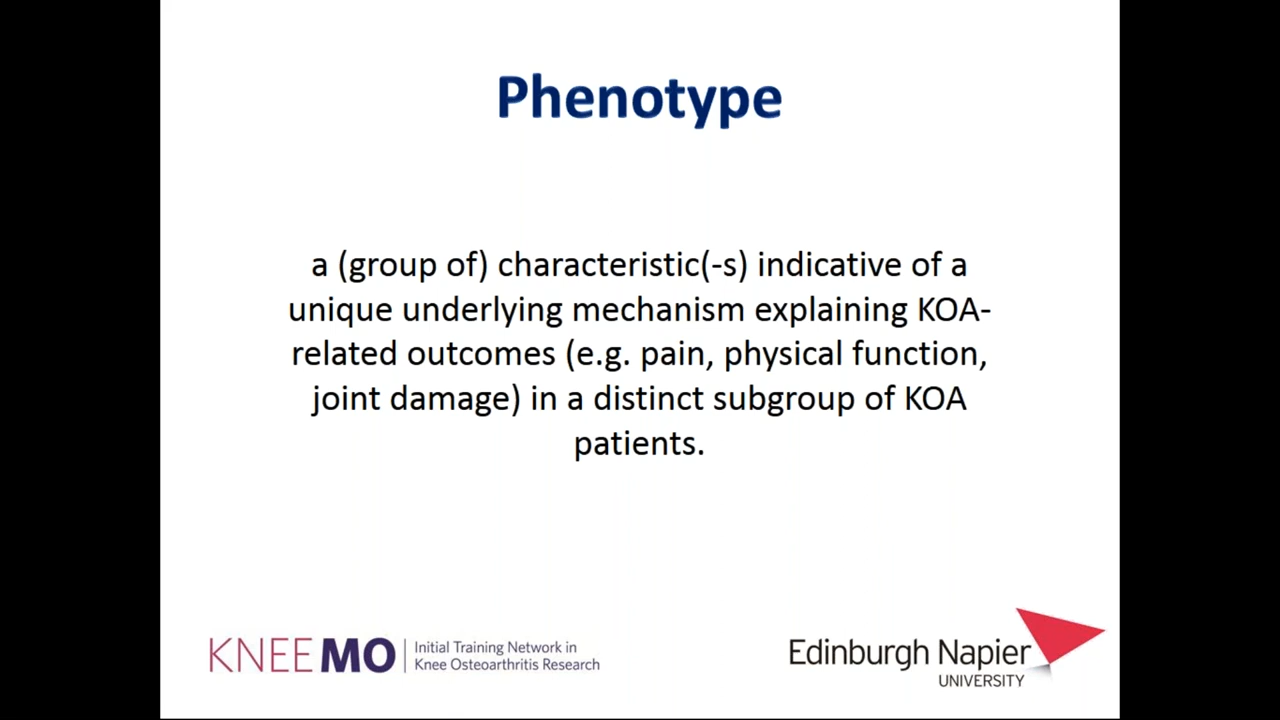 Phenotype
a (group of) characteristic(-s) indicative of a
unique underlying mechanism explaining KOA-
related outcomes (e.g. pain, physical function,
joint damage) in a distinct subgroup of KOA
patients.
KNEEMO
Initial Training Network in
Knee Osteoarthritis Research
Edinburgh Napier
UNIVERSITY